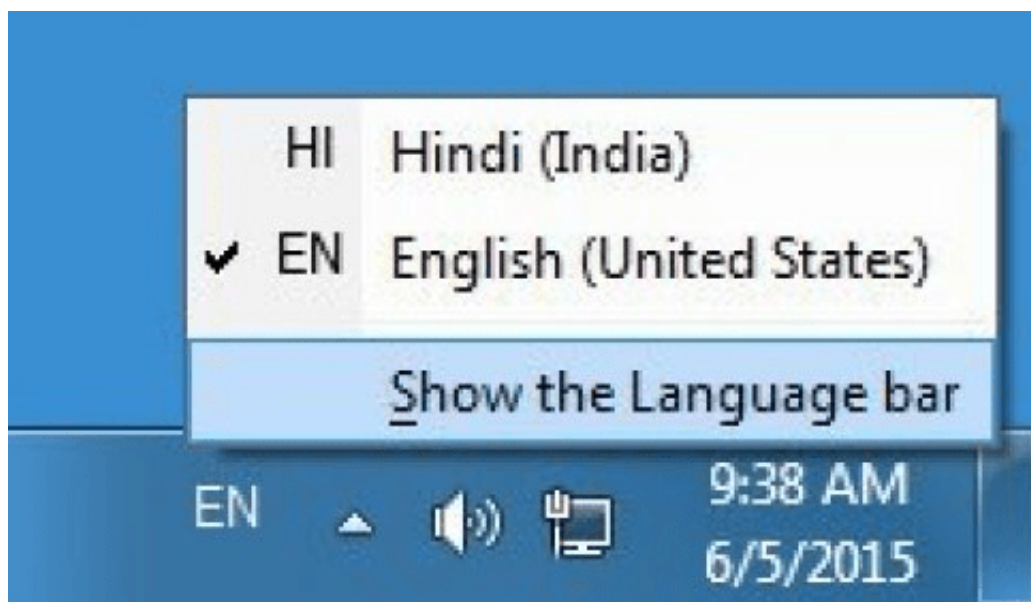 HI Hindi (India)
EN English (United States)
Show the Language bar
EN
9:38 AM
6/5/2015